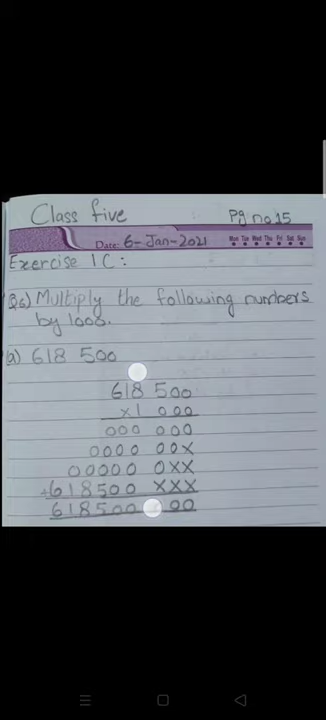 Class five
Pg no 15
Date: 6-Jan-2021 Mon Tue Wed Thu Fri Sat Sun
Exercise 1C:
Q6) Multiply the following numbers
by 1000.
(a) 618 500
618 500
x1 000
000 000
0000 00x
00000 0xx
+618500 xxx
618500 00